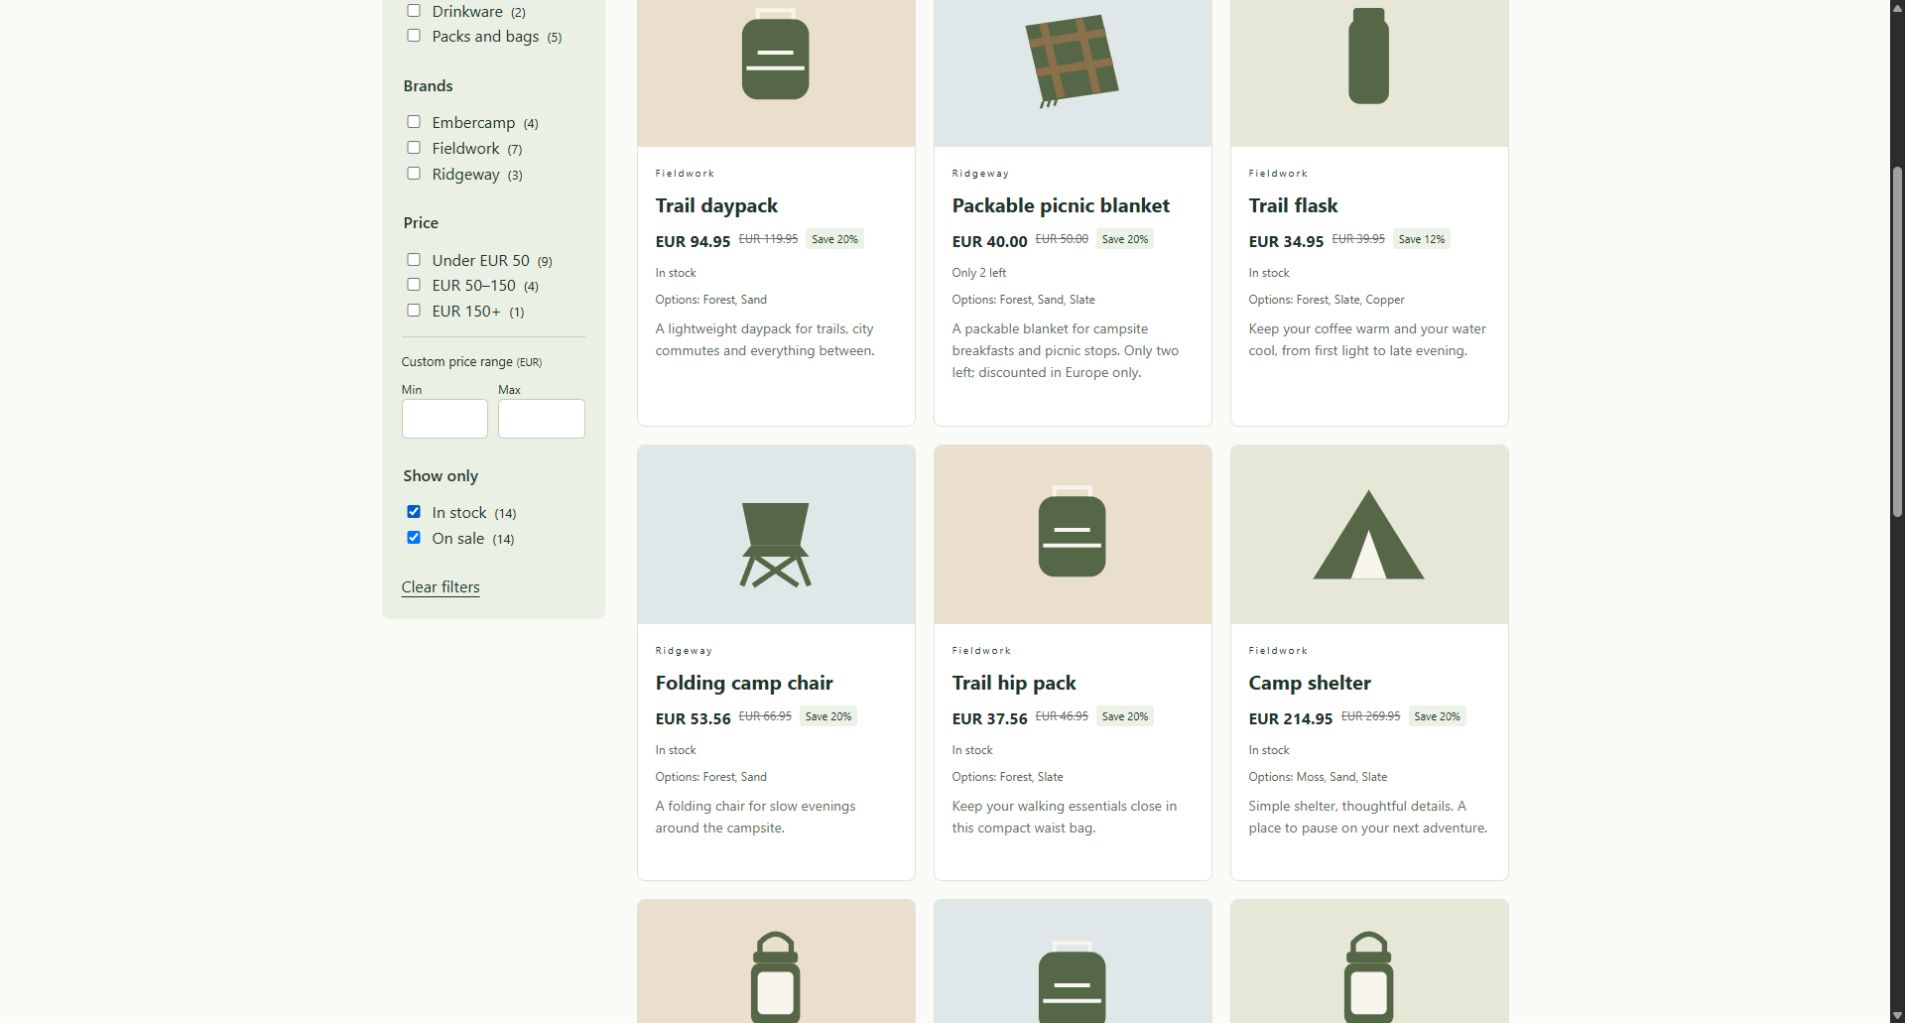 Drinkware (2)
Packs and bags (5)
Brands
Embercamp (4)
Fieldwork (7)
Ridgeway (3)
Price
Under EUR 50 (9)
EUR 50–150 (4)
EUR 150+ (1)
Custom price range (EUR)
Min Max
Show only
In stock (14)
On sale (14)
Clear filters
Fieldwork
Trail daypack
EUR 94.95 EUR 119.95 Save 20%
In stock
Options: Forest, Sand
A lightweight daypack for trails, city
commutes and everything between.
Ridgeway
Packable picnic blanket
EUR 40.00 EUR 50.00 Save 20%
Only 2 left
Options: Forest, Sand, Slate
A packable blanket for campsite
breakfasts and picnic stops. Only two
left; discounted in Europe only.
Fieldwork
Trail flask
EUR 34.95 EUR 39.95 Save 12%
In stock
Options: Forest, Slate, Copper
Keep your coffee warm and your water
cool, from first light to late evening.
Ridgeway
Folding camp chair
EUR 53.56 EUR 66.95 Save 20%
In stock
Options: Forest, Sand
A folding chair for slow evenings
around the campsite.
Fieldwork
Trail hip pack
EUR 37.56 EUR 46.95 Save 20%
In stock
Options: Forest, Slate
Keep your walking essentials close in
this compact waist bag.
Fieldwork
Camp shelter
EUR 214.95 EUR 269.95 Save 20%
In stock
Options: Moss, Sand, Slate
Simple shelter, thoughtful details. A
place to pause on your next adventure.